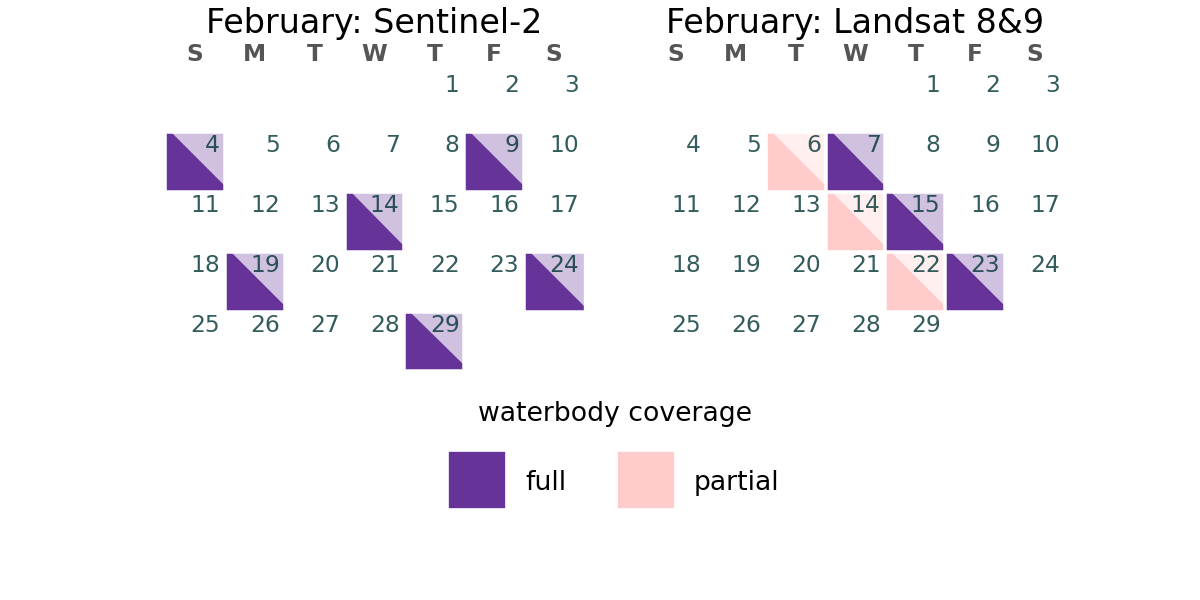 February: Sentinel-2
S M T W T F S
1 2 3
4 5 6 7 8 9 10
11 12 13 14 15 16 17
18 19 20 21 22 23 24
25 26 27 28 29
February: Landsat 8&9
S M T W T F S
1 2 3
4 5 6 7 8 9 10
11 12 13 14 15 16 17
18 19 20 21 22 23 24
25 26 27 28 29
waterbody coverage
full partial